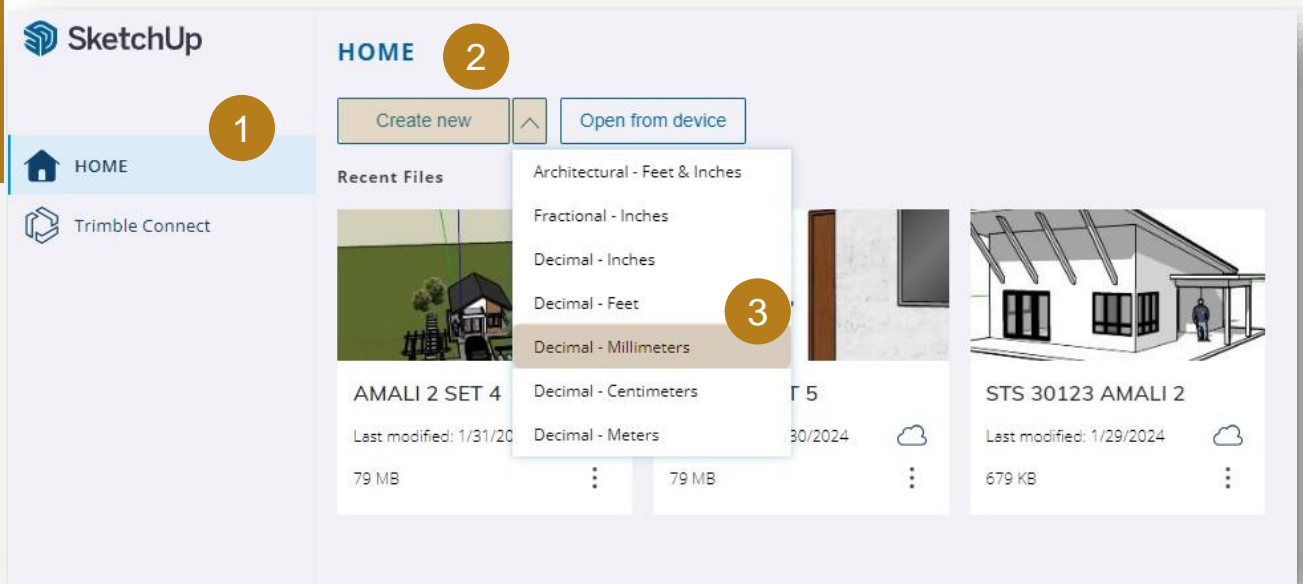 SketchUp
HOME
2
1
Create new
Open from device
HOME
Recent Files
Architectural - Feet & Inches
Fractional - Inches
Trimble Connect
Decimal - Inches
Decimal - Feet
3
Decimal - Millimeters
Decimal - Centimeters
Decimal - Meters
AMALI 2 SET 4
T 5
STS 30123 AMALI 2
Last modified: 1/31/20
30/2024
Last modified: 1/29/2024
79 MB
79 MB
679 KB